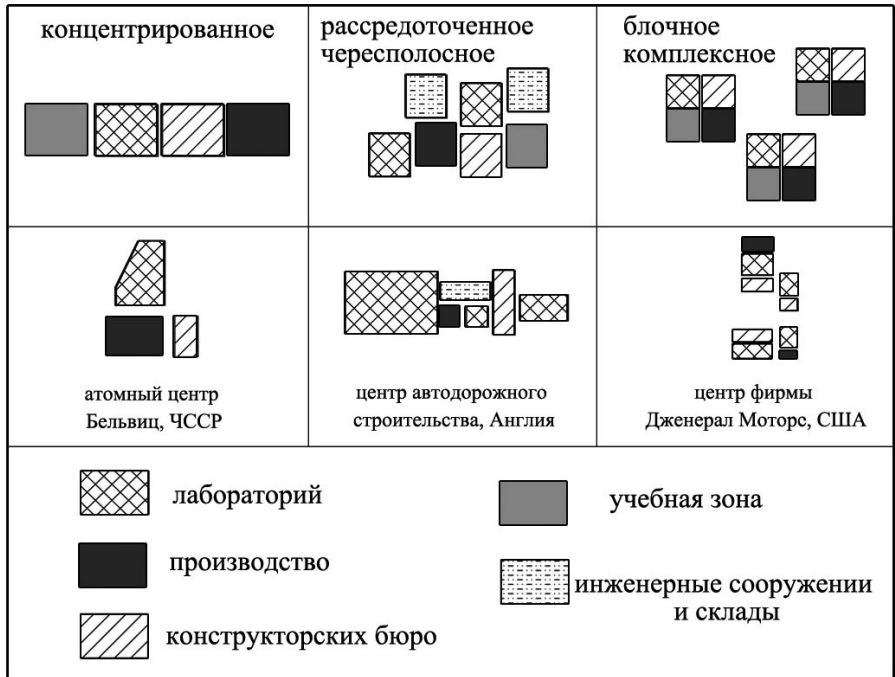 концентрированное
рассредоточенное
чересполосное
блочное
комплексное
атомный центр
Бельвиц, ЧССР
центр автодорожного
строительства, Англия
центр фирмы
Дженерал Моторс, США
лабораторий
производство
конструкторских бюро
учебная зона
инженерные сооружении
и склады